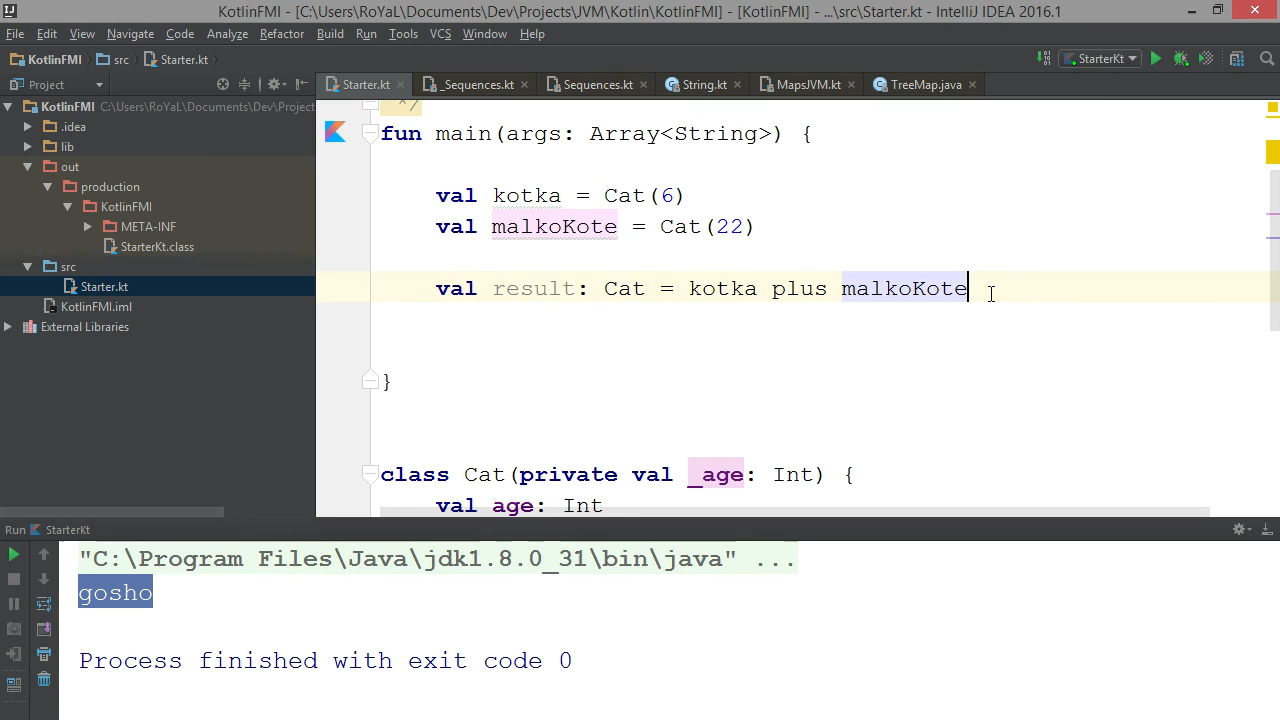 KotlinFMI - [C:\Users\RoYaL\Documents\Dev\Projects\JVM\Kotlin\KotlinFMI] - [KotlinFMI] - ...\src\Starter.kt - IntelliJ IDEA 2016.1
File Edit View Navigate Code Analyze Refactor Build Run Tools VCS Window Help
KotlinFMI src Starter.kt StarterKt
Project Starter.kt _Sequences.kt Sequences.kt String.kt MapsJVM.kt TreeMap.java
KotlinFMI C:\Users\RoYaL\Documents\Dev\Project
.idea
lib
out
production
KotlinFMI
META-INF
StarterKt.class
src
Starter.kt
KotlinFMI.iml
External Libraries
*/
fun main(args: Array<String>) {
val kotka = Cat(6)
val malkoKote = Cat(22)
val result: Cat = kotka plus malkoKote
}
class Cat(private val _age: Int) {
val age: Int
Run StarterKt
"C:\Program Files\Java\jdk1.8.0_31\bin\java" ...
gosho
Process finished with exit code 0